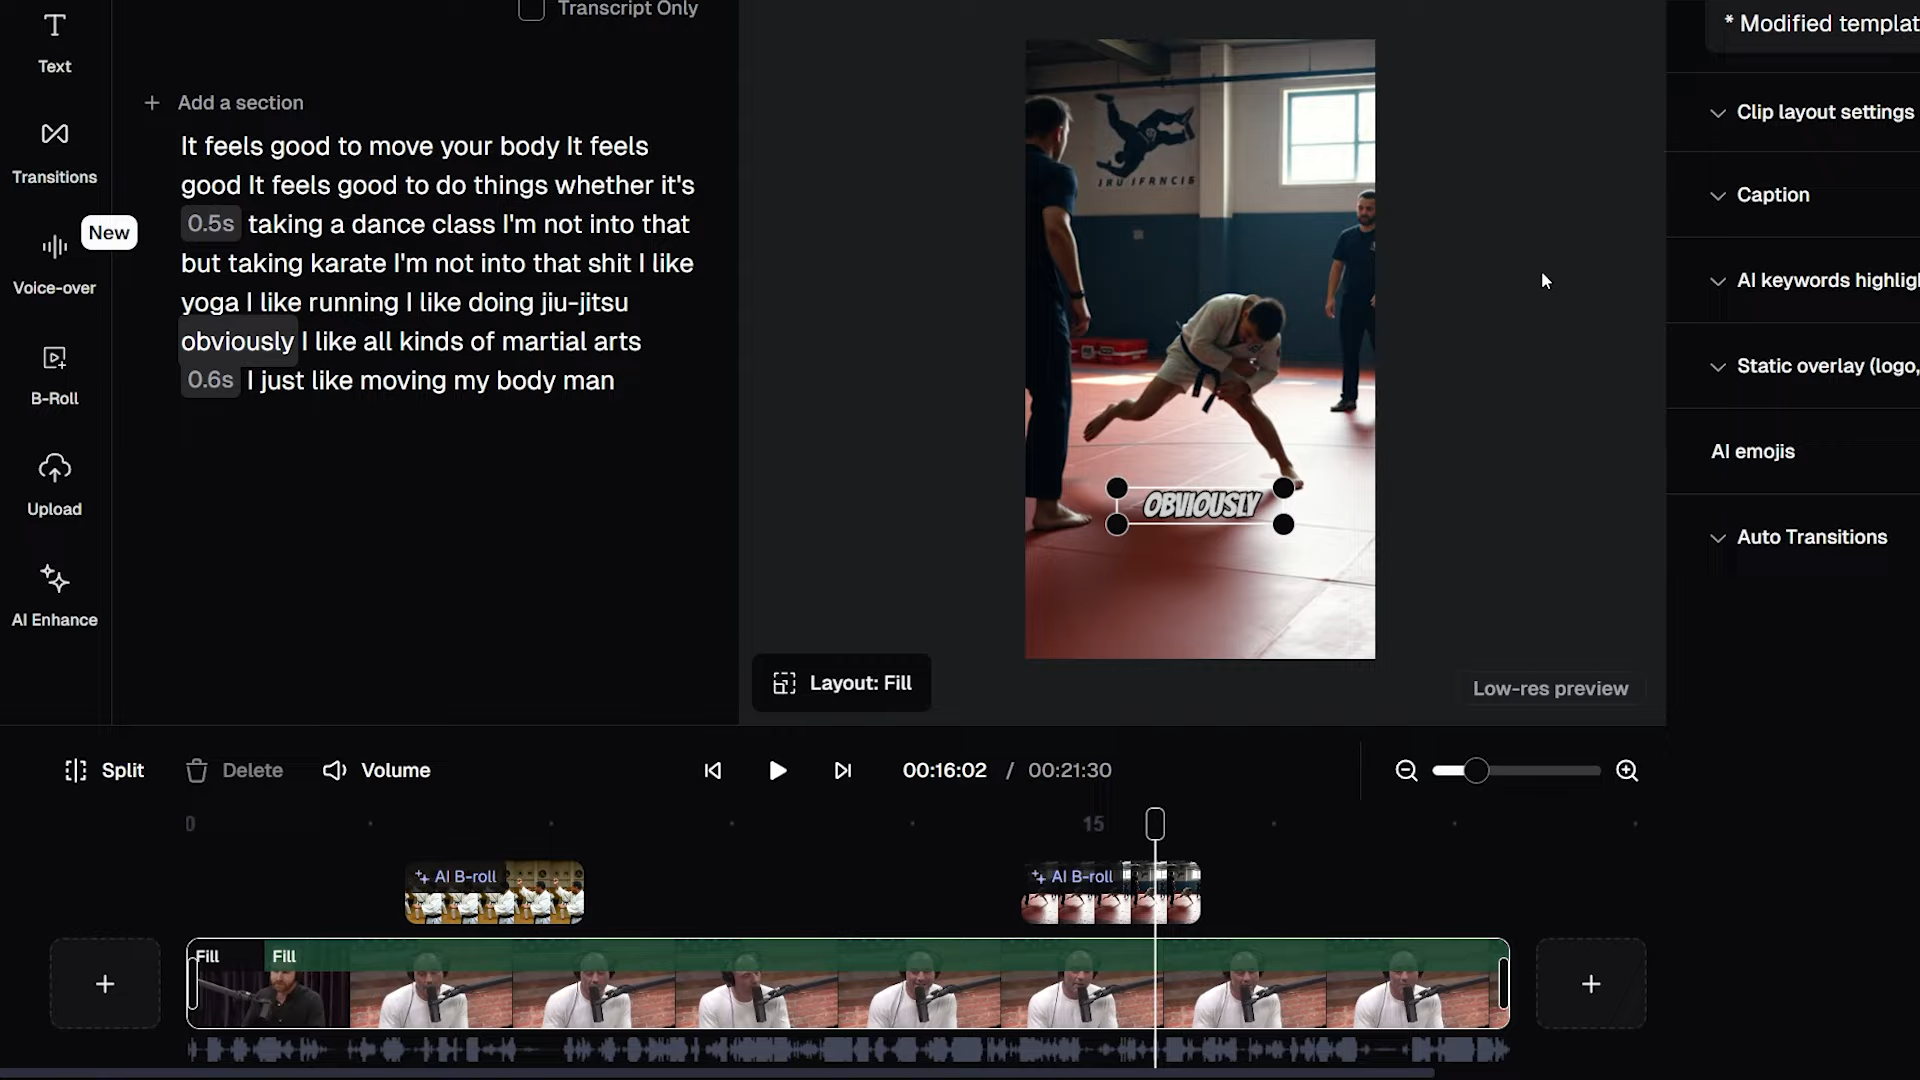 Text
Transitions
New
Voice-over
B-Roll
Upload
AI Enhance
Transcript Only
+ Add a section
It feels good to move your body It feels
good It feels good to do things whether it's
0.5s taking a dance class I'm not into that
but taking karate I'm not into that shit I like
yoga I like running I like doing jiu-jitsu
obviously I like all kinds of martial arts
0.6s I just like moving my body man
OBVIOUSLY
Layout: Fill
Low-res preview
* Modified templat
Clip layout settings
Caption
AI keywords highlig
Static overlay (logo,
AI emojis
Auto Transitions
Split
Delete
Volume
00:16:02 / 00:21:30
0
15
AI B-roll
AI B-roll
Fill
Fill